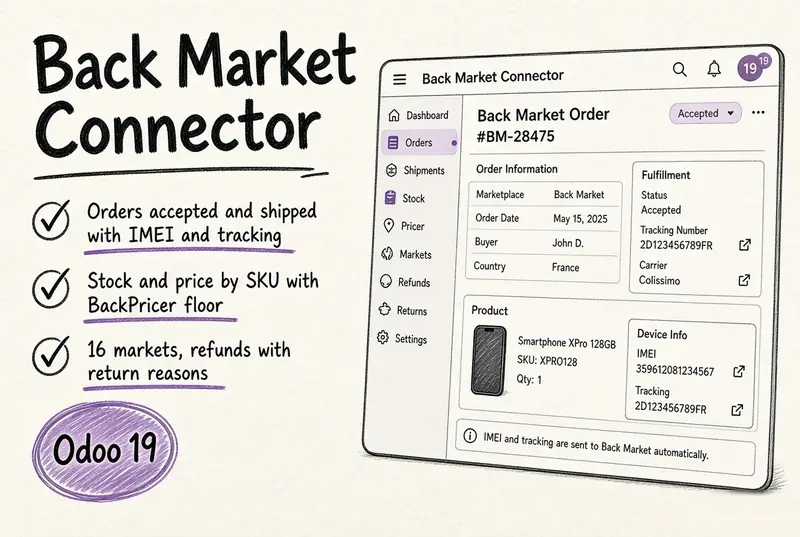 Back Market
Connector
Orders accepted and shipped
with IMEI and tracking
Stock and price by SKU with
BackPricer floor
16 markets, refunds with
return reasons
Odoo 19
Back Market Connector
19
19
Dashboard
Orders
Shipments
Stock
Pricer
Markets
Refunds
Returns
Settings
Back Market Order
#BM-28475
Accepted
Order Information
Marketplace Back Market
Order Date May 15, 2025
Buyer John D.
Country France
Fulfillment
Status
Accepted
Tracking Number
2D123456789FR
Carrier
Colissimo
Product
Smartphone XPro 128GB
SKU: XPRO128
Qty: 1
Device Info
IMEI
359612081234567
Tracking
2D123456789FR
IMEI and tracking are sent to Back Market automatically.